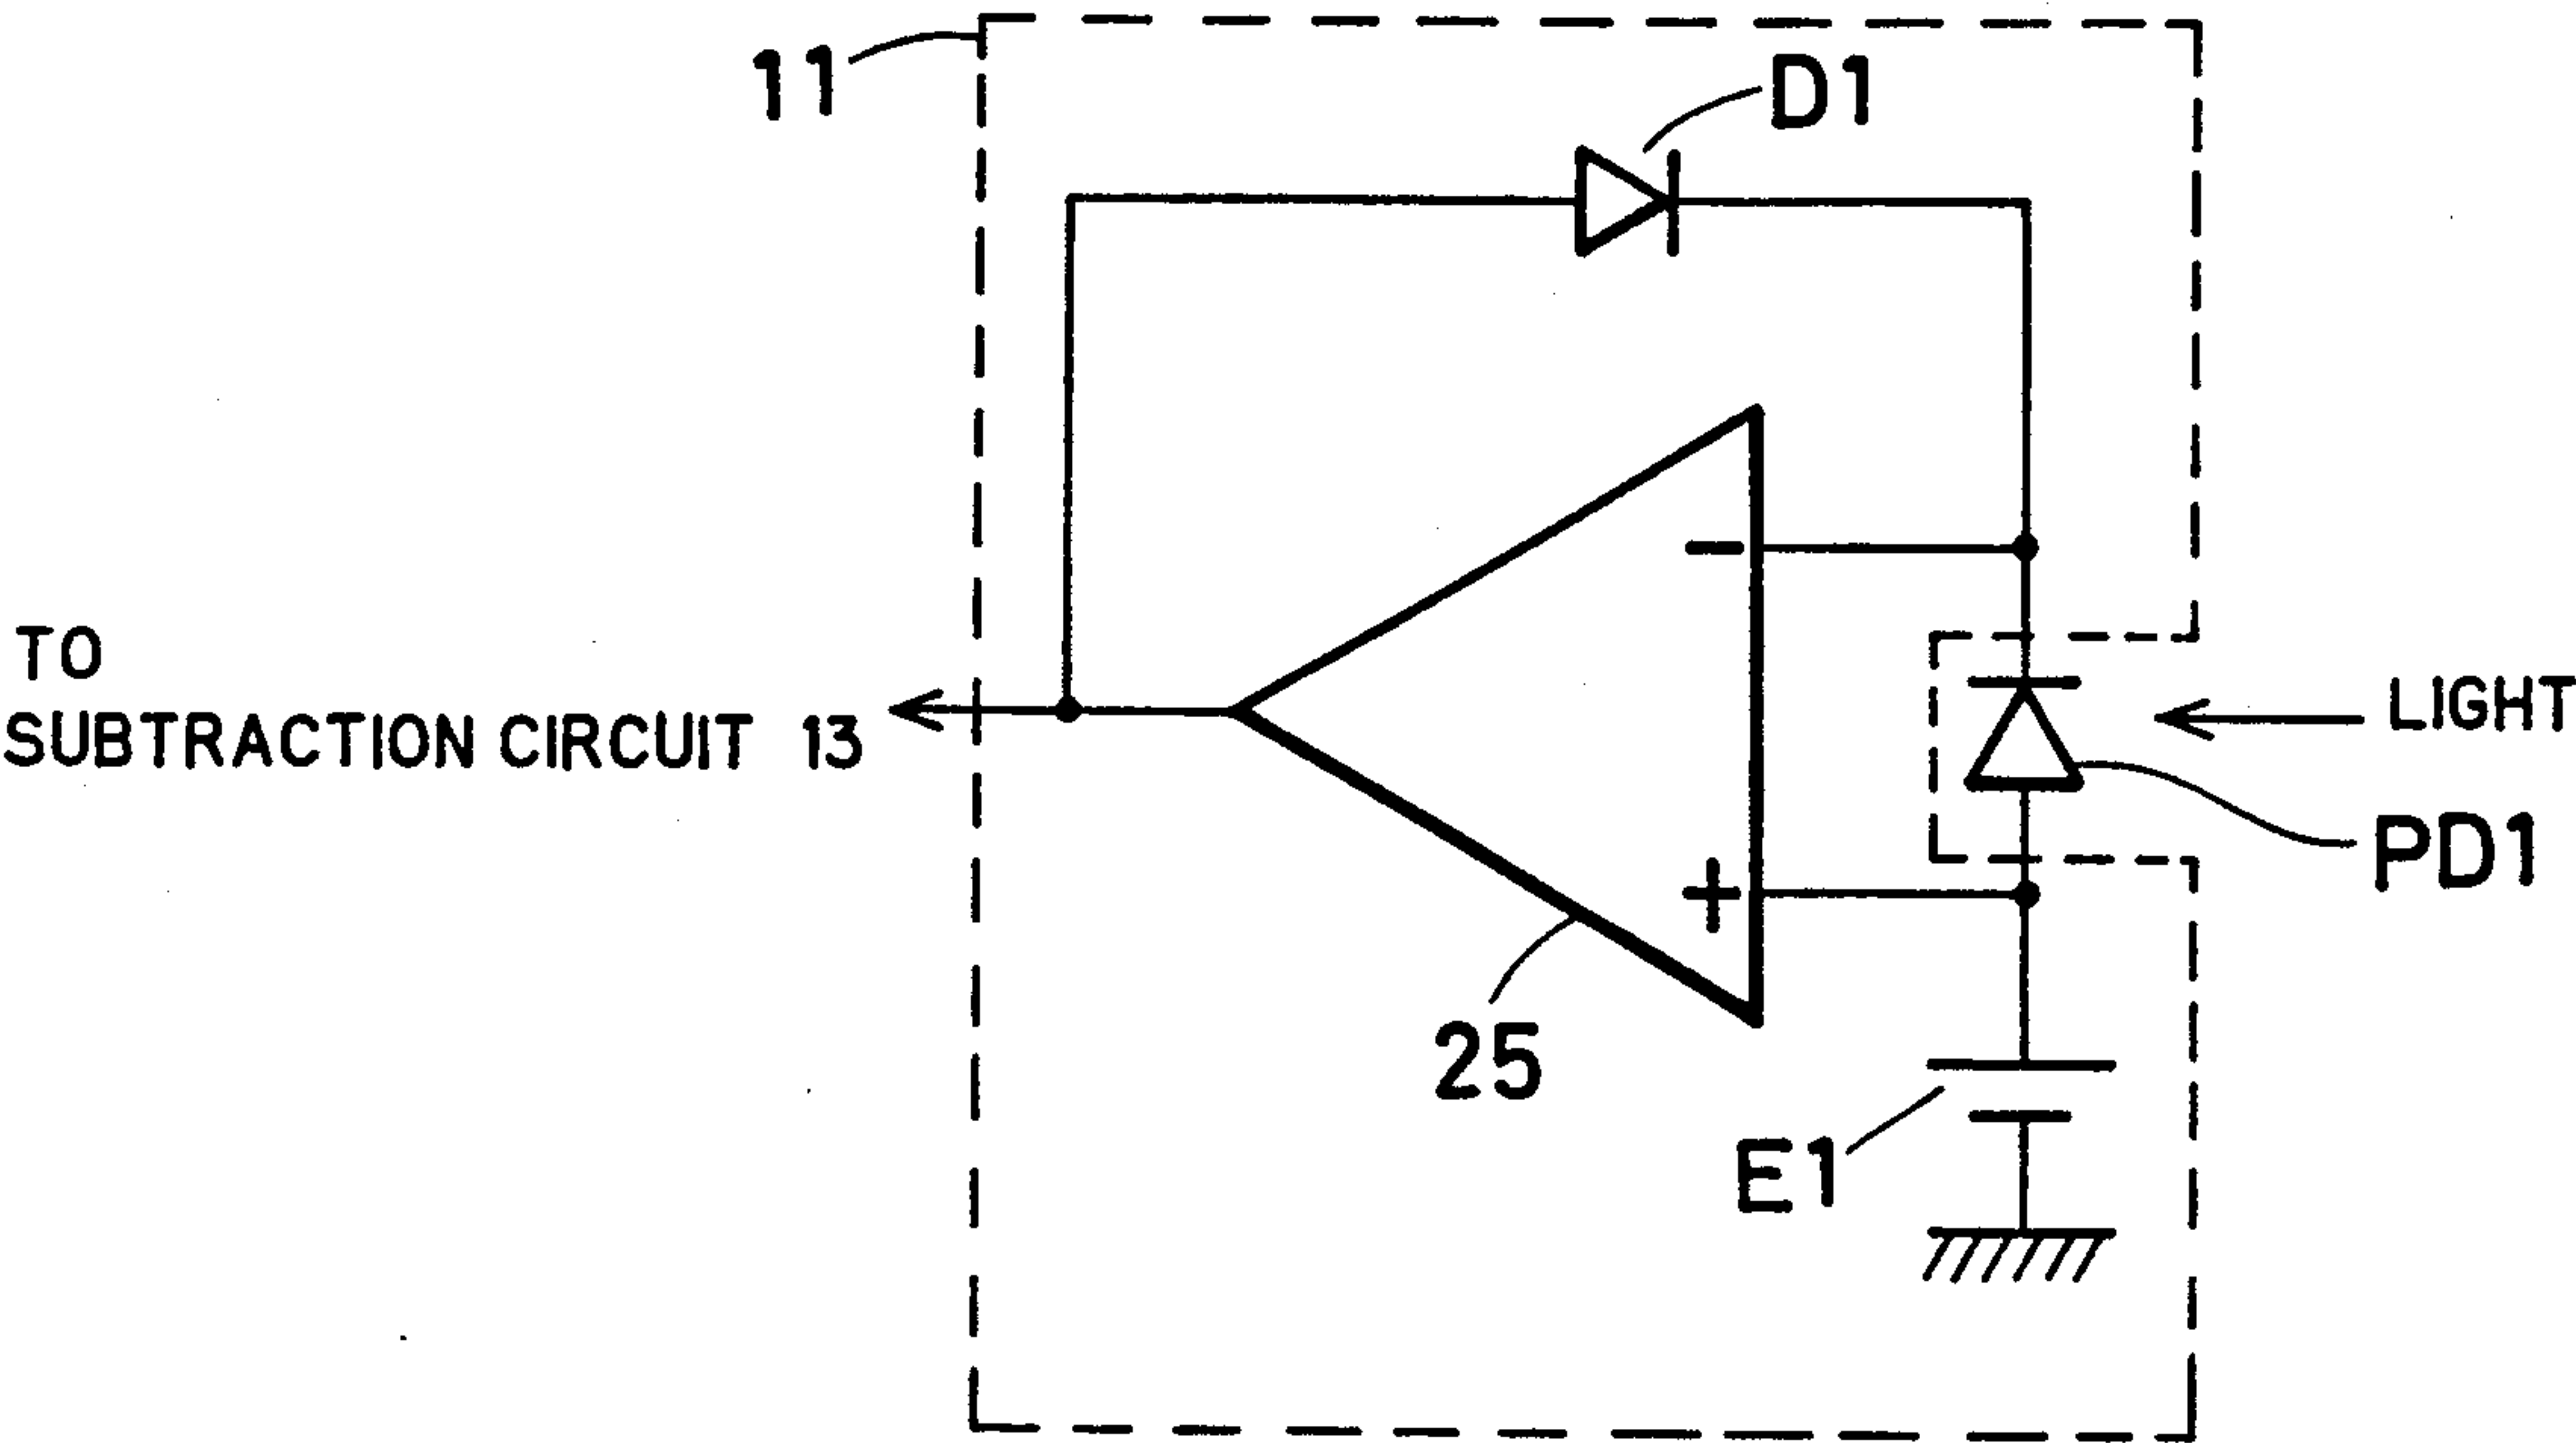 11
D1
-
TO
SUBTRACTION CIRCUIT 13
LIGHT
PD1
+
25
E1